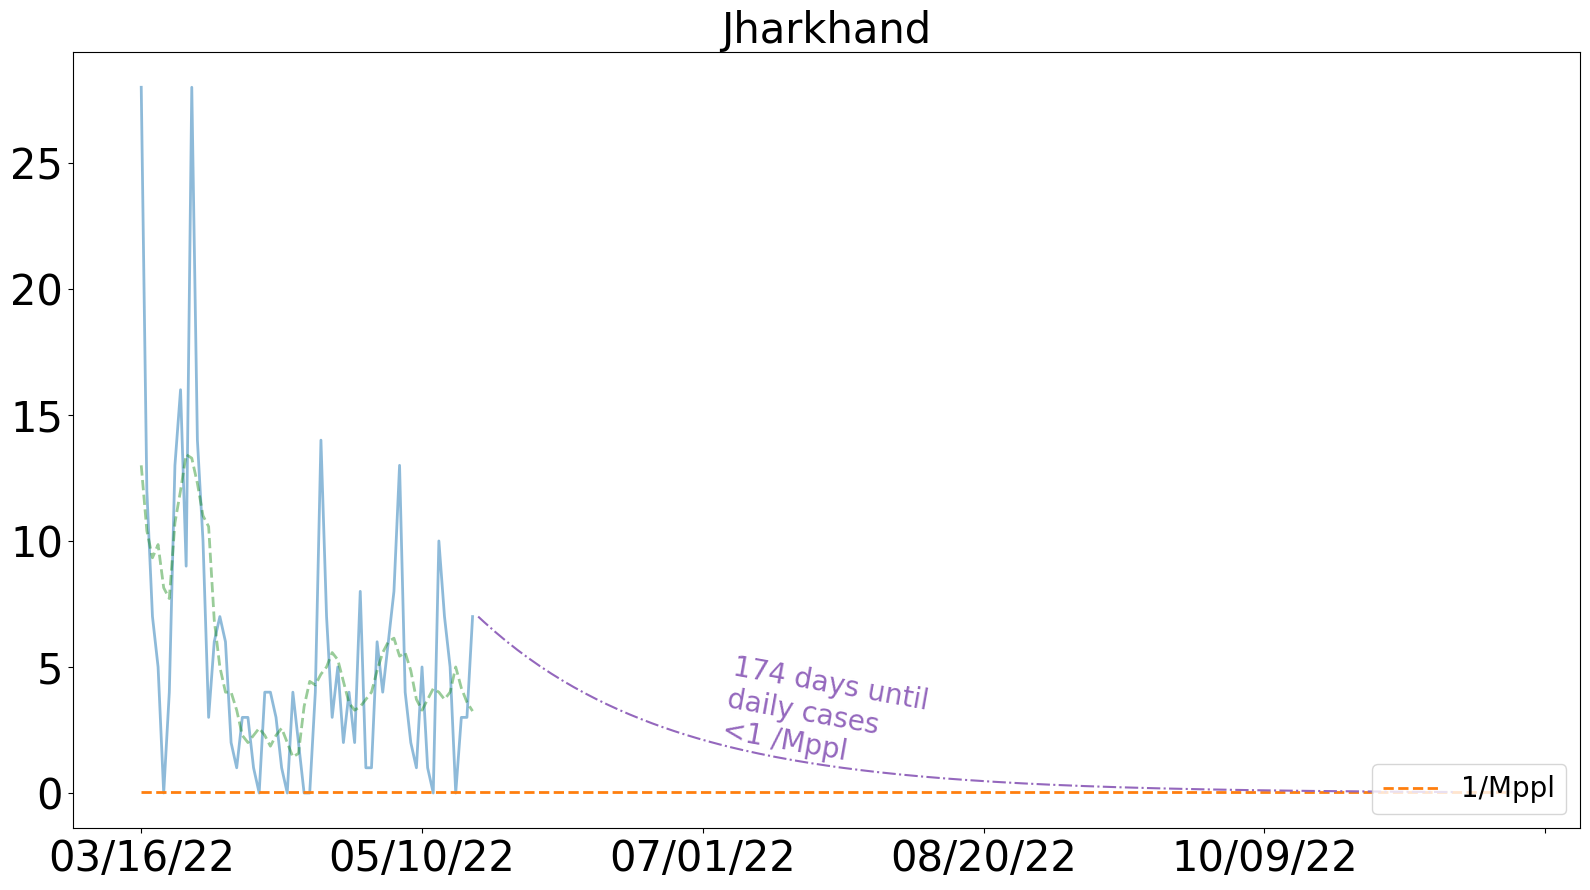 Jharkhand
25
20
15
10
5
0
174 days until
daily cases
<1 /Mppl
1/Mppl
03/16/22
05/10/22
07/01/22
08/20/22
10/09/22